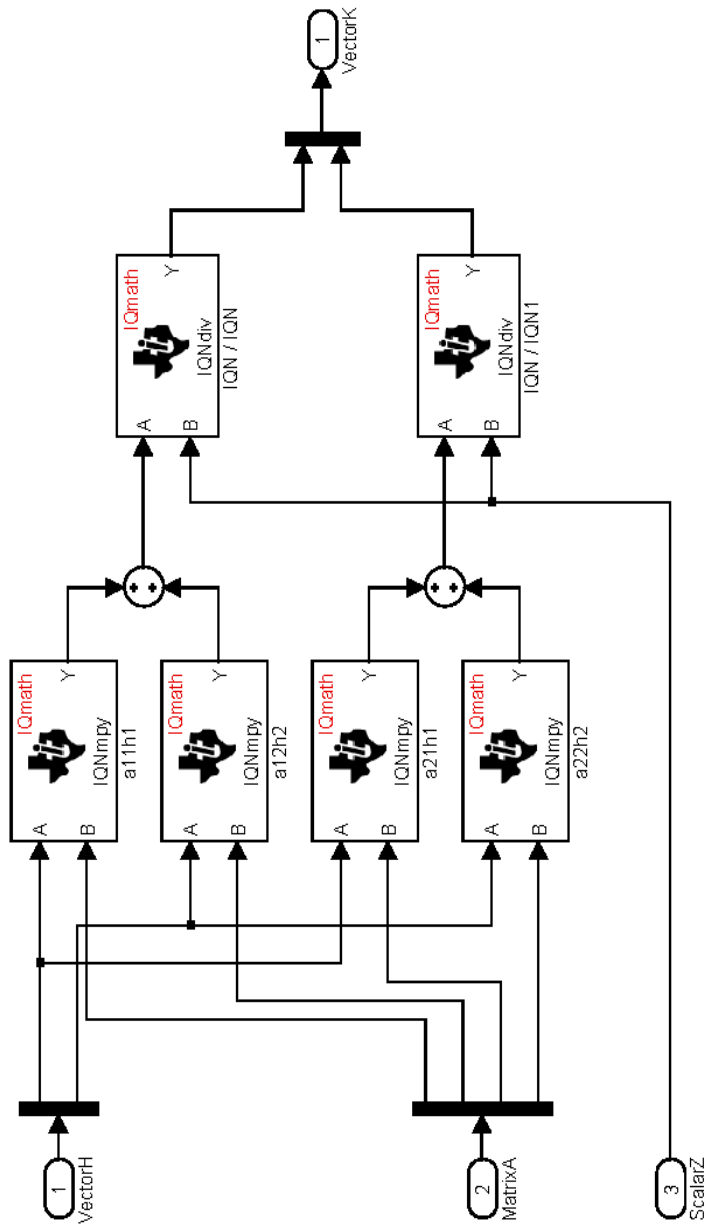 1
VectorH
2
MatrixA
3
ScalarZ
A
B
IQmath
Y
IQNmpy
a11h1
A
B
IQmath
Y
IQNmpy
a12h2
A
B
IQmath
Y
IQNmpy
a21h1
A
B
IQmath
Y
IQNmpy
a22h2
A
B
IQmath
Y
IQNdiv
IQN / IQN
A
B
IQmath
Y
IQNdiv
IQN / IQN1
1
VectorK